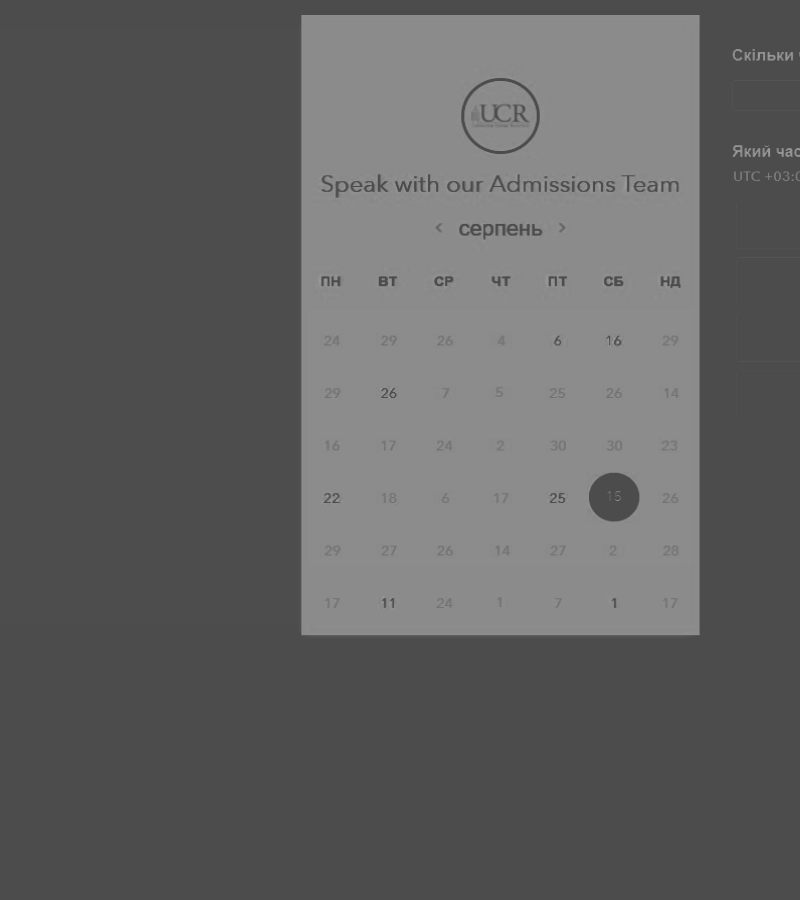 Скільки
UCR
Speak with our Admissions Team
Який час
UTC +03:0
‹ серпень ›
ПН ВТ СР ЧТ ПТ СБ НД
24 29 26 4 6 16 29
29 26 7 5 25 26 14
16 17 24 2 30 30 23
22 18 6 17 25 15 26
29 27 26 14 27 2 28
17 11 24 1 7 1 17